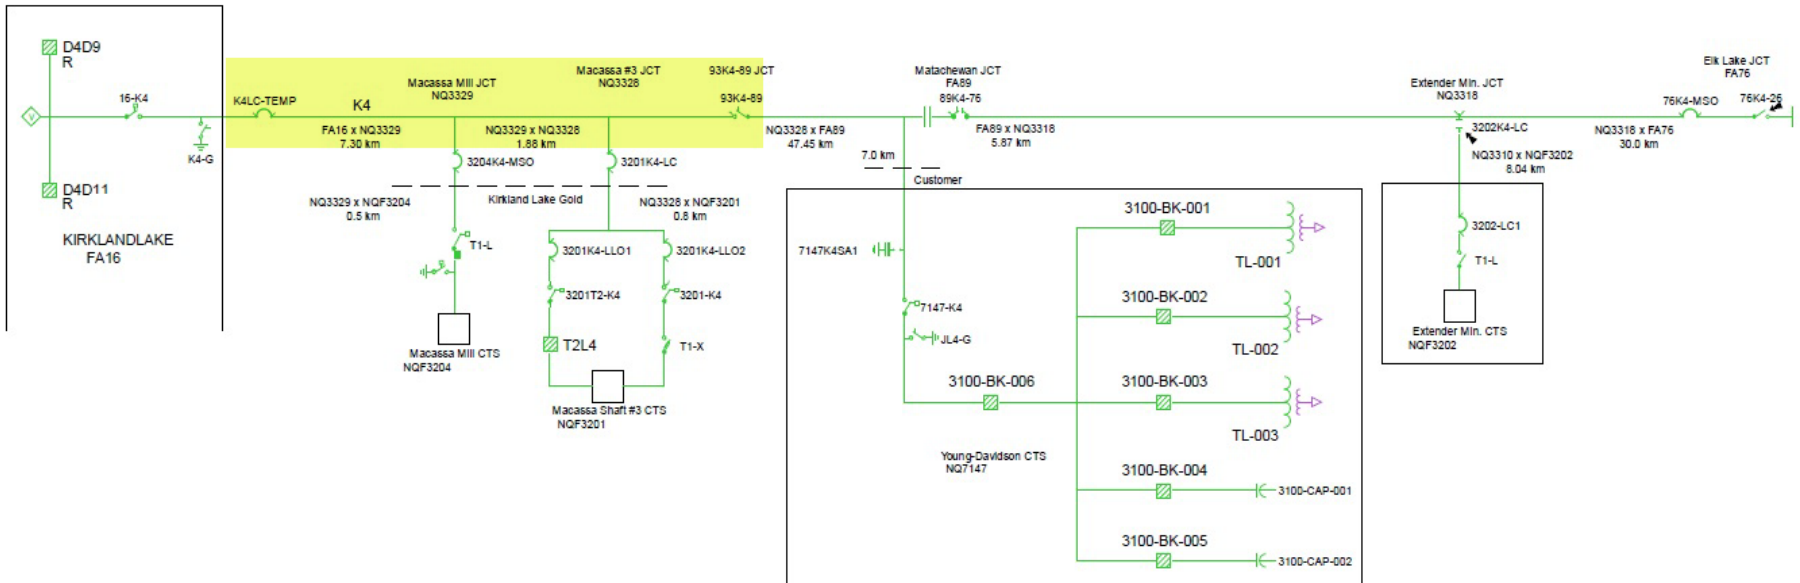 D4D9
R
16-K4
K4-G
D4D11
R
KIRKLANDLAKE
FA16
K4LC-TEMP
K4
Macassa Mill JCT
NQ3329
Macassa #3 JCT
NQ3328
93K4-89 JCT
93K4-89
FA16 x NQ3329
7.30 km
NQ3329 x NQ3328
1.88 km
3204K4-MSO
3201K4-LC
NQ3328 x FA89
47.45 km
7.0 km
Matachewan JCT
FA89
89K4-76
FA89 x NQ3318
5.87 km
Extender Min. JCT
NQ3318
3202K4-LC
NQ3310 x NQF3202
8.04 km
NQ3318 x FA76
30.0 km
76K4-MSO
Elk Lake JCT
FA76
76K4-26
Kirkland Lake Gold
Customer
NQ3329 x NQF3204
0.5 km
NQ3328 x NQF3201
0.8 km
T1-L
Macassa Mill CTS
NQF3204
3201K4-LLO1
3201K4-LLO2
3201T2-K4
3201-K4
T2L4
T1-X
Macassa Shaft #3 CTS
NQF3201
7147K4SA1
7147-K4
JL4-G
3100-BK-006
Young-Davidson CTS
NQ7147
3100-BK-001
TL-001
3100-BK-002
TL-002
3100-BK-003
TL-003
3100-BK-004
3100-CAP-001
3100-BK-005
3100-CAP-002
3202-LC1
T1-L
Extender Min. CTS
NQF3202
V